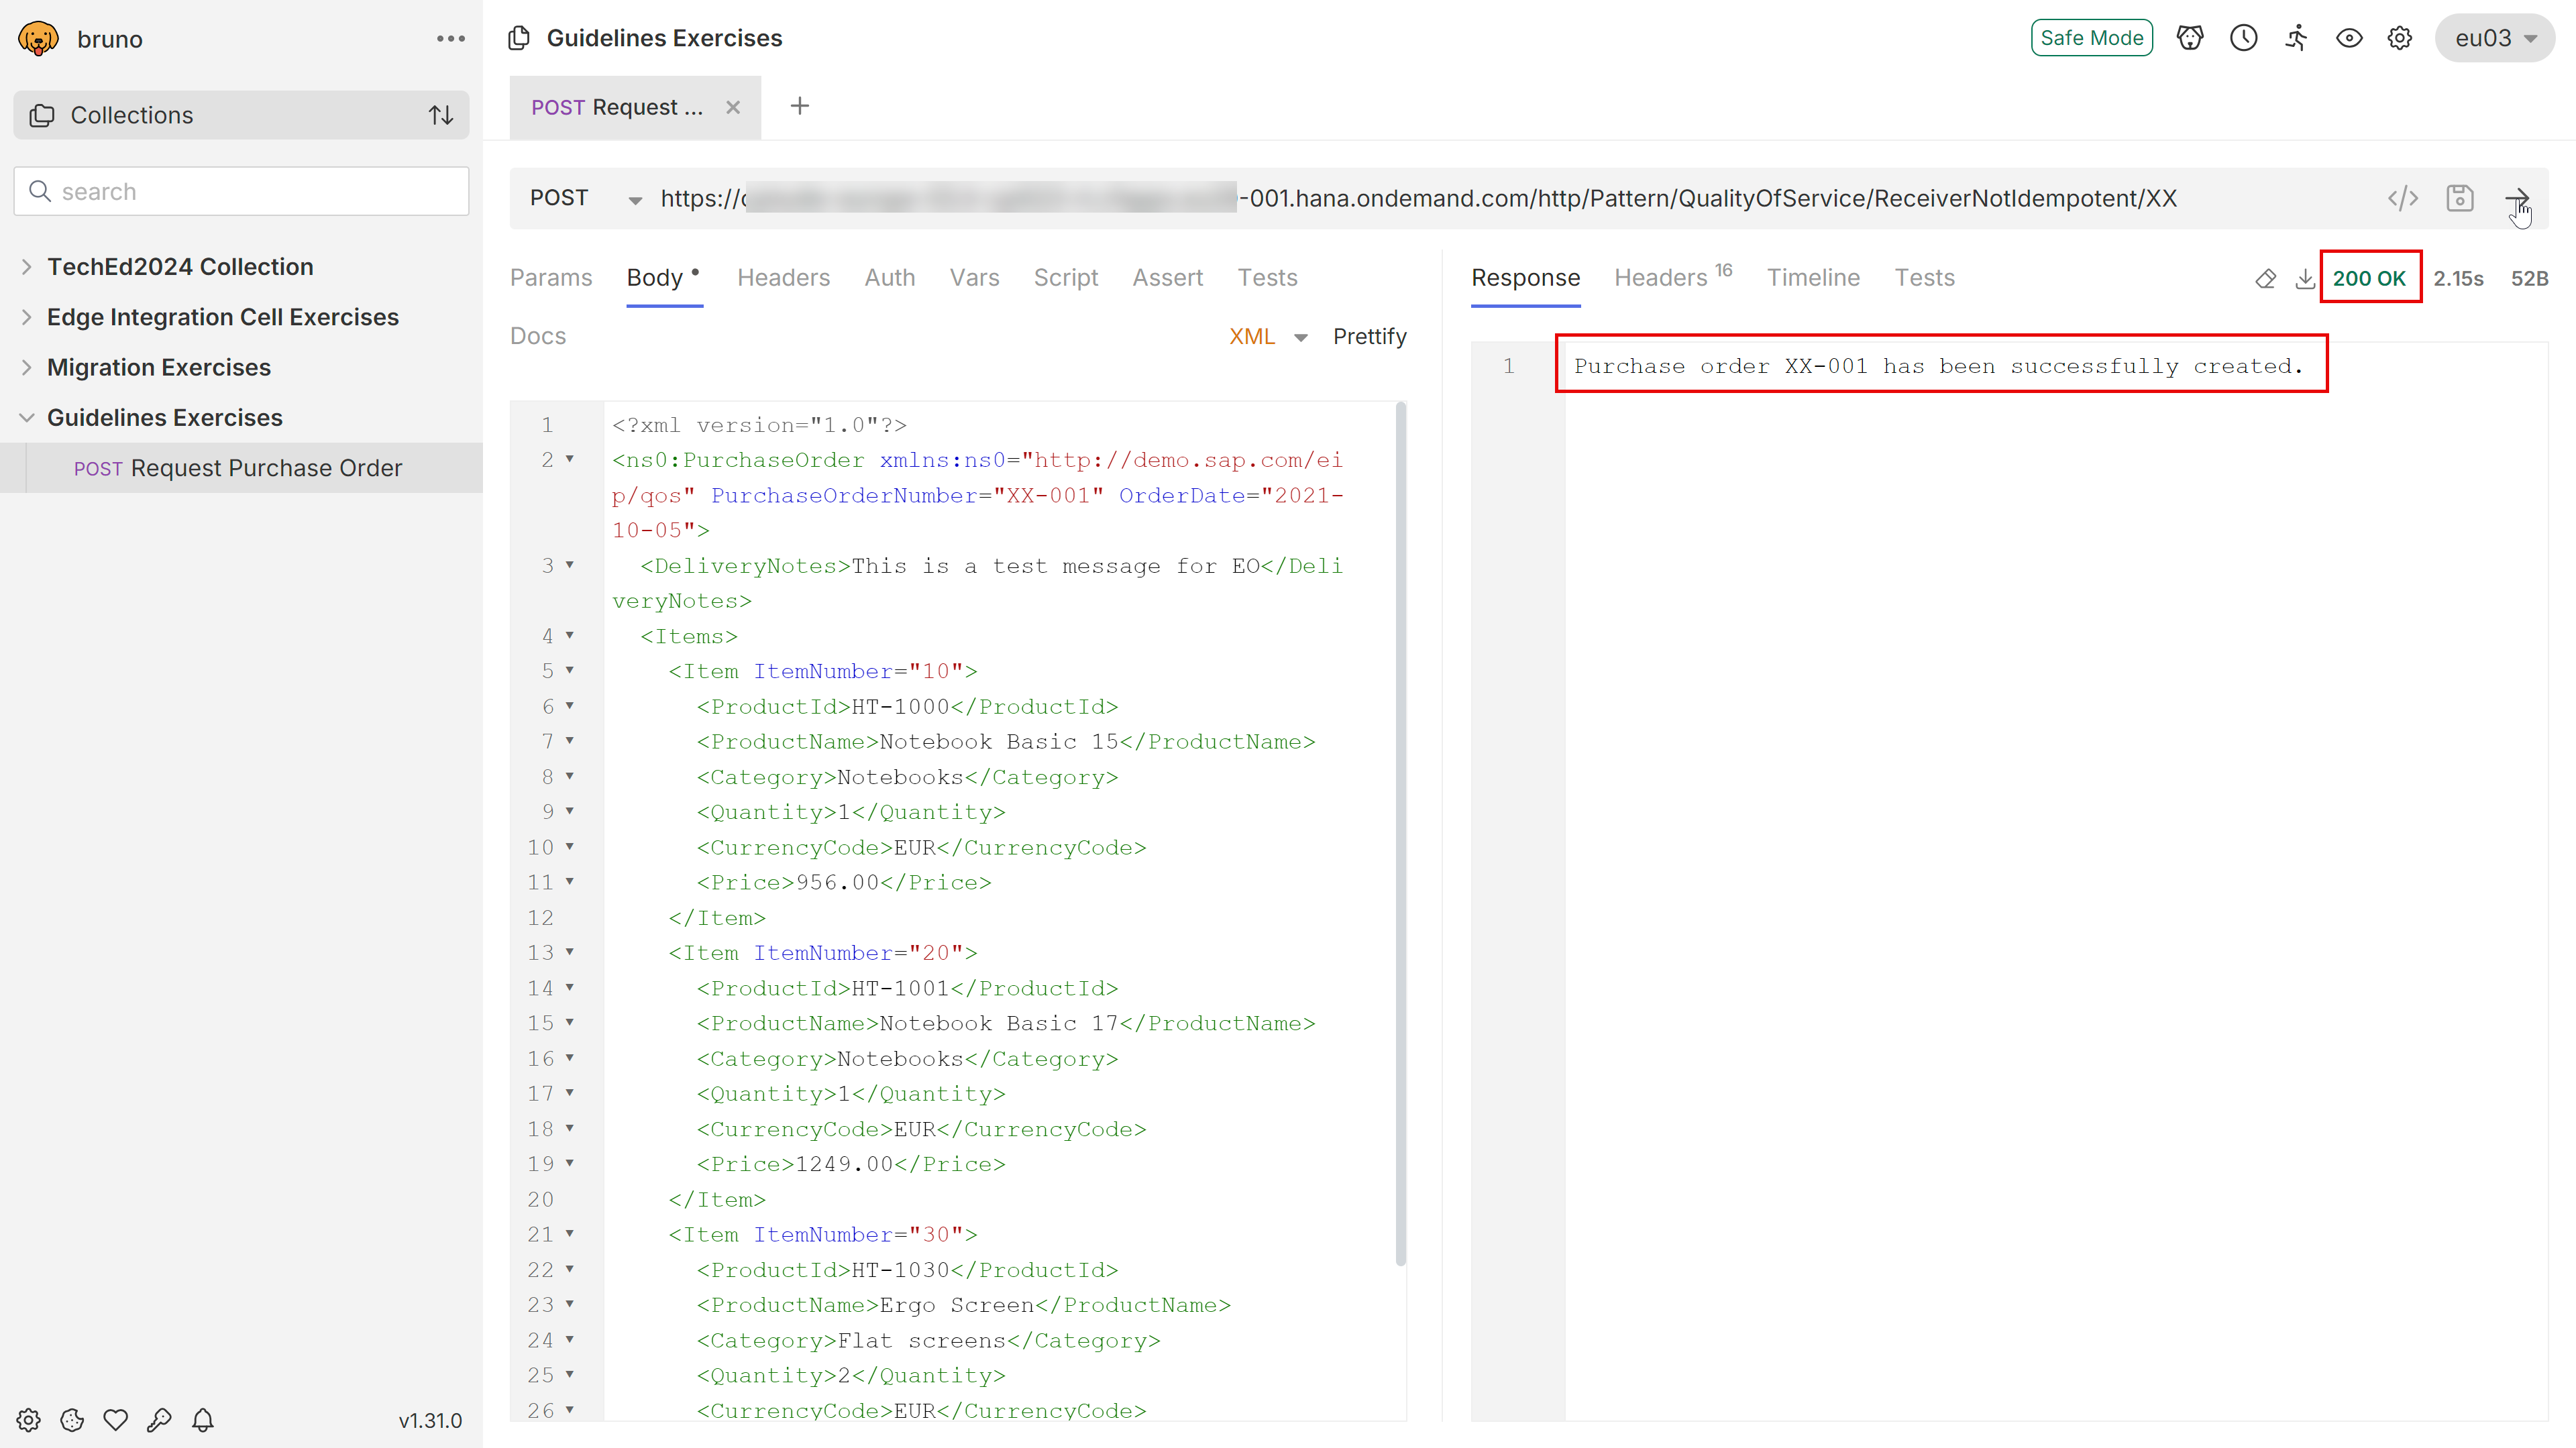 bruno
Collections
search
TechEd2024 Collection
Edge Integration Cell Exercises
Migration Exercises
Guidelines Exercises
POST Request Purchase Order
v1.31.0
Guidelines Exercises
Safe Mode
eu03
POST Request ...
POST
https://
-001.hana.ondemand.com/http/Pattern/QualityOfService/ReceiverNotIdempotent/XX
Params
Body
Headers
Auth
Vars
Script
Assert
Tests
Docs
XML
Prettify
1 <?xml version="1.0"?>
2 <ns0:PurchaseOrder xmlns:ns0="http://demo.sap.com/ei
p/qos" PurchaseOrderNumber="XX-001" OrderDate="2021-
10-05">
3 <DeliveryNotes>This is a test message for EO</Deli
veryNotes>
4 <Items>
5 <Item ItemNumber="10">
6 <ProductId>HT-1000</ProductId>
7 <ProductName>Notebook Basic 15</ProductName>
8 <Category>Notebooks</Category>
9 <Quantity>1</Quantity>
10 <CurrencyCode>EUR</CurrencyCode>
11 <Price>956.00</Price>
12 </Item>
13 <Item ItemNumber="20">
14 <ProductId>HT-1001</ProductId>
15 <ProductName>Notebook Basic 17</ProductName>
16 <Category>Notebooks</Category>
17 <Quantity>1</Quantity>
18 <CurrencyCode>EUR</CurrencyCode>
19 <Price>1249.00</Price>
20 </Item>
21 <Item ItemNumber="30">
22 <ProductId>HT-1030</ProductId>
23 <ProductName>Ergo Screen</ProductName>
24 <Category>Flat screens</Category>
25 <Quantity>2</Quantity>
26 <CurrencyCode>EUR</CurrencyCode>
Response
Headers 16
Timeline
Tests
200 OK
2.15s
52B
1 Purchase order XX-001 has been successfully created.